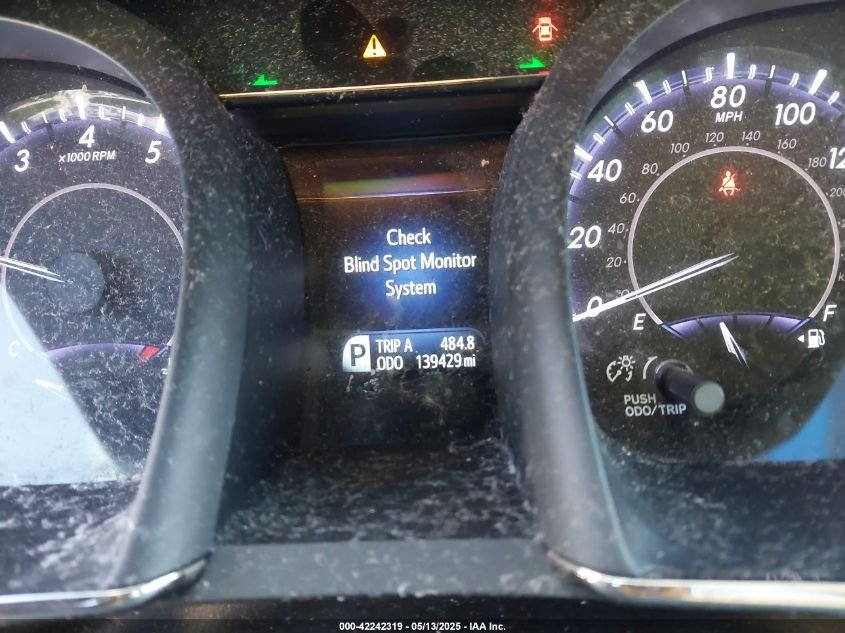 3 4 5
x1000 RPM
C
Check
Blind Spot Monitor
System
P TRIP A 484.8
ODO 139429 mi
0 20 40 60 80 100
MPH
20 40 60 80 100 120 140 160 180
E F
PUSH
ODO/TRIP
000-42242319 - 05/13/2025 - IAA Inc.